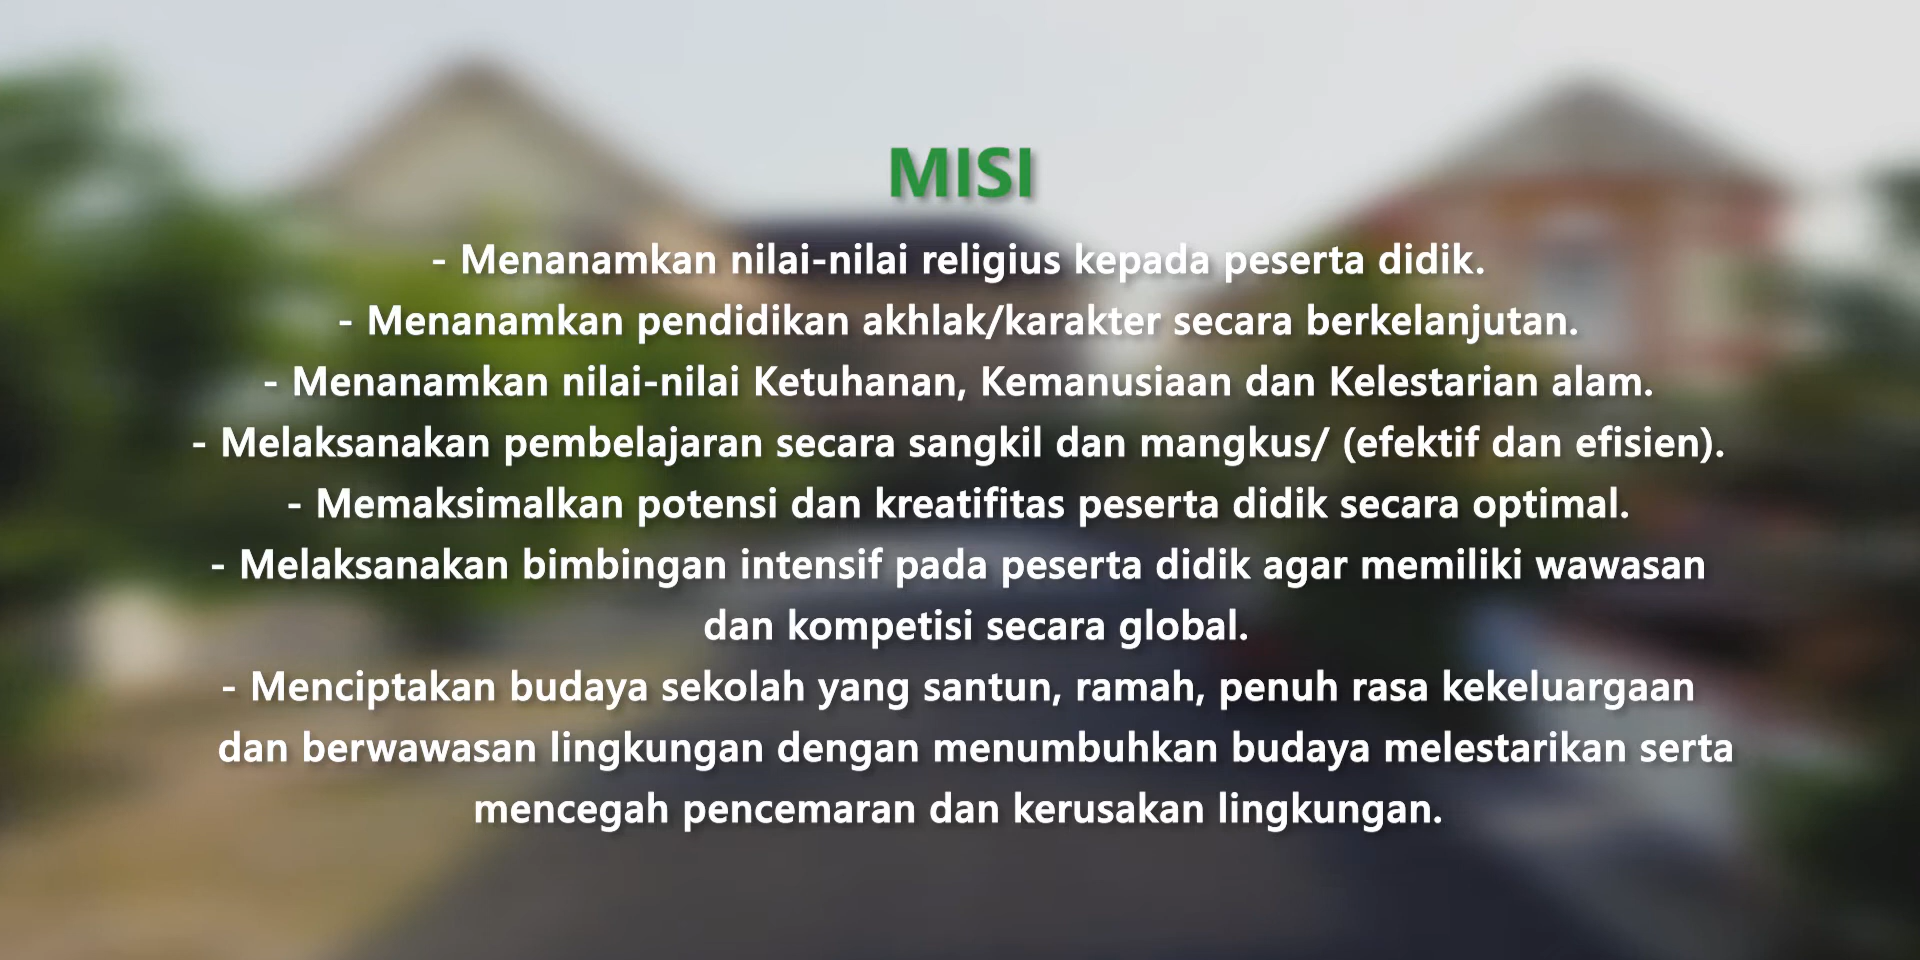 MISI
- Menanamkan nilai-nilai religius kepada peserta didik.
- Menanamkan pendidikan akhlak/karakter secara berkelanjutan.
- Menanamkan nilai-nilai Ketuhanan, Kemanusiaan dan Kelestarian alam.
- Melaksanakan pembelajaran secara sangkil dan mangkus/ (efektif dan efisien).
- Memaksimalkan potensi dan kreatifitas peserta didik secara optimal.
- Melaksanakan bimbingan intensif pada peserta didik agar memiliki wawasan
dan kompetisi secara global.
- Menciptakan budaya sekolah yang santun, ramah, penuh rasa kekeluargaan
dan berwawasan lingkungan dengan menumbuhkan budaya melestarikan serta
mencegah pencemaran dan kerusakan lingkungan.